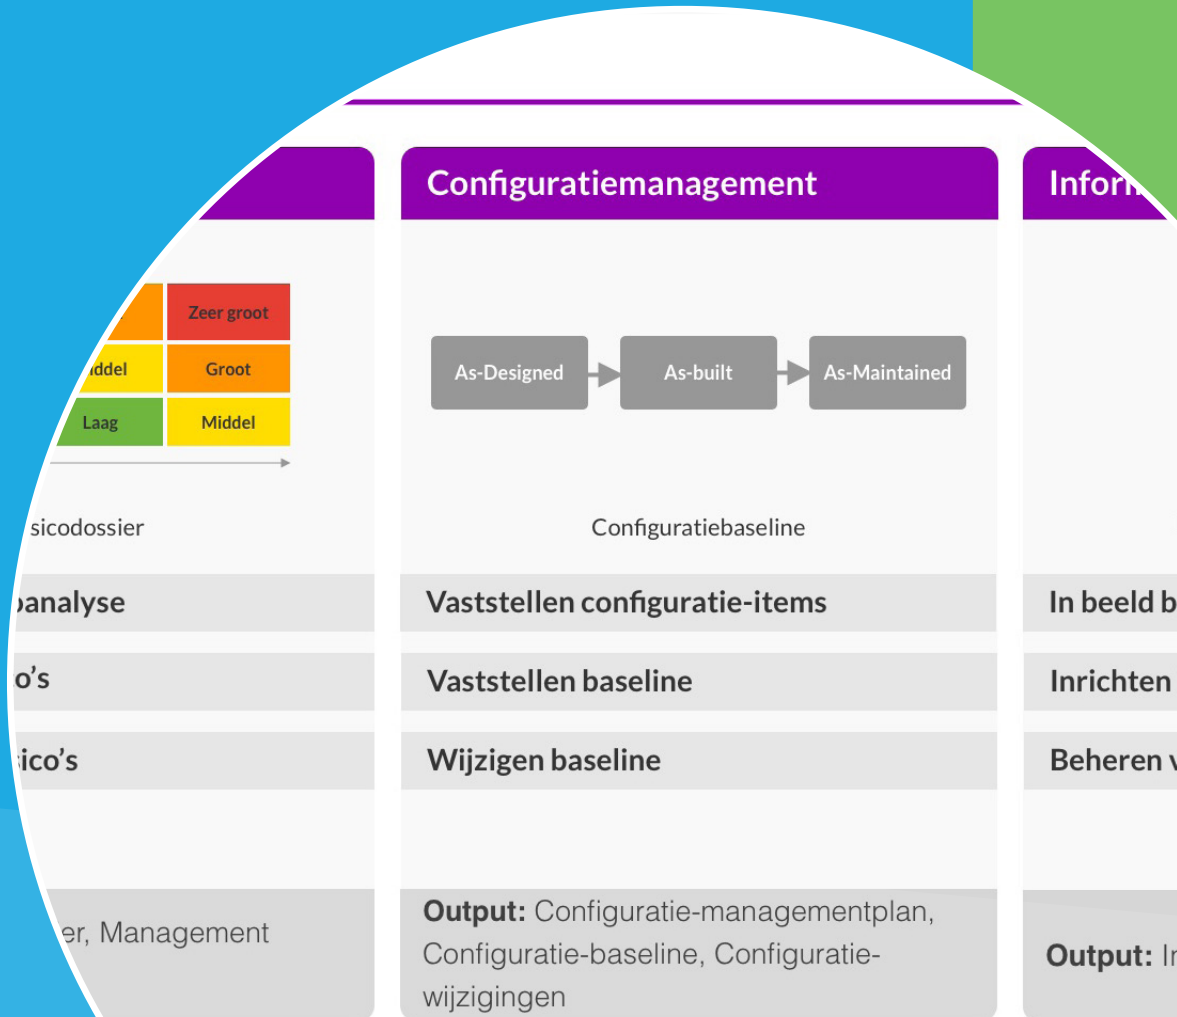 Configuratiemanagement
Zeer groot
Groot
Laag
Middel
As-Designed
As-built
As-Maintained
Configuratiebaseline
Vaststellen configuratie-items
In beeld
Vaststellen baseline
Inrichten
Wijzigen baseline
Beheren
Management
Output: Configuratie-managementplan,
Configuratie-baseline, Configuratie-
wijzigingen
Output: